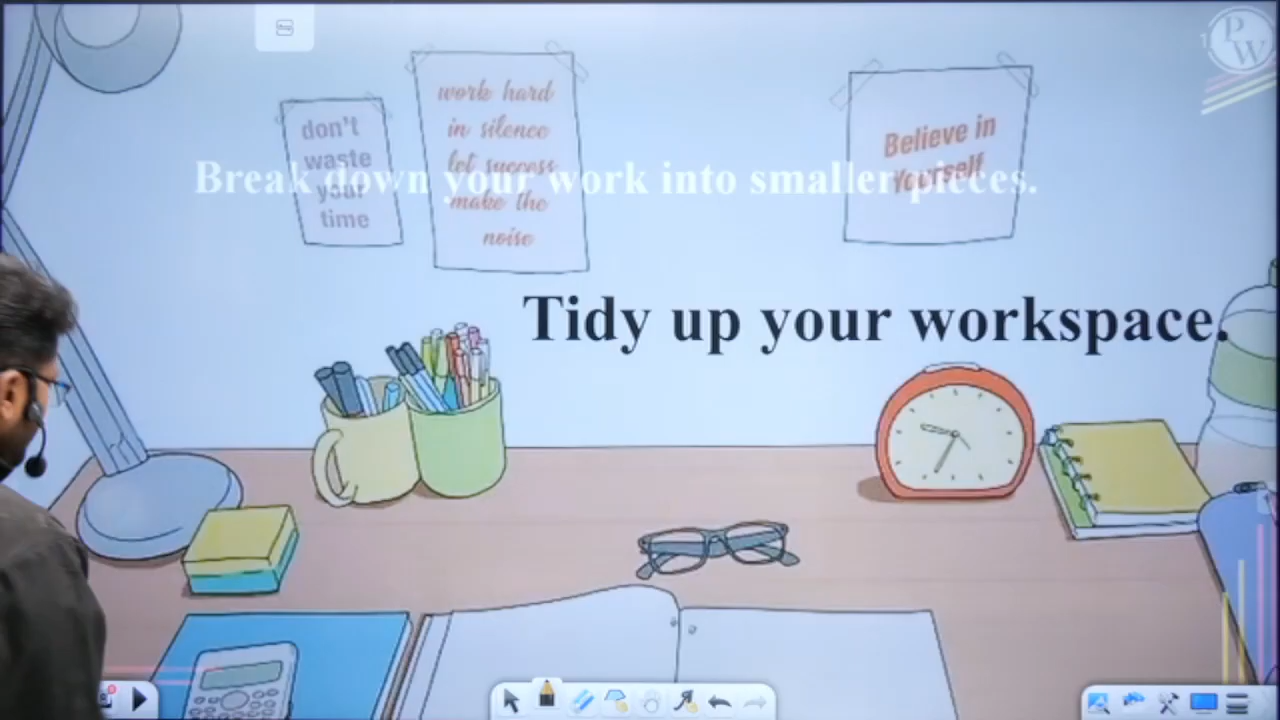 PW
don't
waste
your
time
work hard
in silence
let success
make the
noise
Believe in
Yourself
Break down your work into smaller pieces.
Tidy up your workspace.